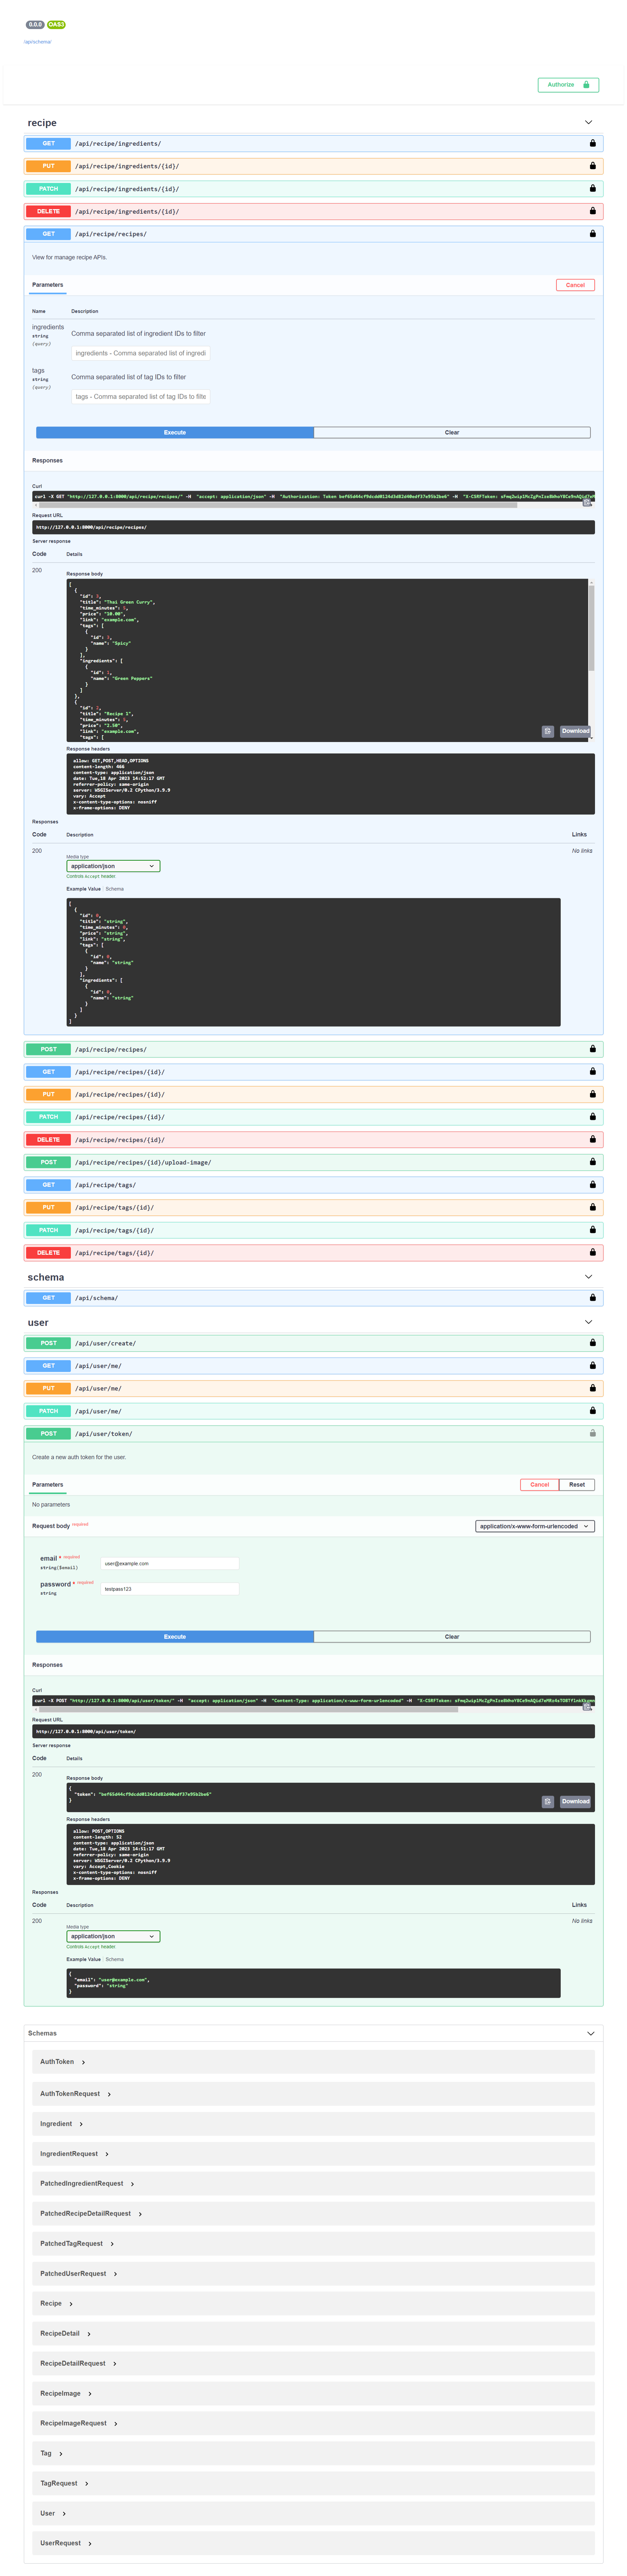 0.0.0 OAS3
/api/schema/
Authorize
recipe
GET /api/recipe/ingredients/
PUT /api/recipe/ingredients/{id}/
PATCH /api/recipe/ingredients/{id}/
DELETE /api/recipe/ingredients/{id}/
GET /api/recipe/recipes/
View for manage recipe APIs.
Parameters Cancel
Name Description
ingredients
string
(query)
Comma separated list of ingredient IDs to filter
ingredients - Comma separated list of ingredi
tags
string
(query)
Comma separated list of tag IDs to filter
tags - Comma separated list of tag IDs to filte
Execute Clear
Responses
Curl
curl -X GET "http://127.0.0.1:8000/api/recipe/recipes/" -H "accept: application/json" -H "Authorization: Token
Request URL
http://127.0.0.1:8000/api/recipe/recipes/
Server response
Code Details
200
Response body
[
{
"title": "Thai Green Curry",
"time_minutes": 5,
"price": "10.00",
"link": "example.com",
"tags": [
{
"name": "Spicy"
}
],
"ingredients": [
{
"name": "Green Peppers"
}
]
},
{
"title": "Recipe 1",
"time_minutes": 5,
"price": "2.50",
"link": "example.com",
"tags": [
Download
Response headers
allow: GET,POST,HEAD,OPTIONS
content-length: 466
content-type: application/json
date: Tue,18 Apr 2023 14:52:17 GMT
referrer-policy: same-origin
server: WSGIServer/0.2 CPython/3.9.9
vary: Accept
x-content-type-options: nosniff
x-frame-options: DENY
Responses
Code Description Links
200 No links
Media type
application/json
Controls Accept header.
Example Value Schema
[
{
"id": 0,
"title": "string",
"time_minutes": 0,
"price": "string",
"link": "string",
"tags": [
{
"id": 0,
"name": "string"
}
],
"ingredients": [
{
"id": 0,
"name": "string"
}
]
}
]
POST /api/recipe/recipes/
GET /api/recipe/recipes/{id}/
PUT /api/recipe/recipes/{id}/
PATCH /api/recipe/recipes/{id}/
DELETE /api/recipe/recipes/{id}/
POST /api/recipe/recipes/{id}/upload-image/
GET /api/recipe/tags/
PUT /api/recipe/tags/{id}/
PATCH /api/recipe/tags/{id}/
DELETE /api/recipe/tags/{id}/
schema
GET /api/schema/
user
POST /api/user/create/
GET /api/user/me/
PUT /api/user/me/
PATCH /api/user/me/
POST /api/user/token/
Create a new auth token for the user.
Parameters Cancel Reset
No parameters
Request body required application/x-www-form-urlencoded
email * required
string($email)
user@example.com
password * required
string
testpass123
Execute Clear
Responses
Curl
curl -X POST "http://127.0.0.1:8000/api/user/token/" -H "accept: application/json" -H "Content-Type: application/x-www-form-urlencoded" -H "X-CSRFToken:
Request URL
http://127.0.0.1:8000/api/user/token/
Server response
Code Details
200
Response body
{
"token":
}
Download
Response headers
allow: POST,OPTIONS
content-length: 52
content-type: application/json
date: Tue,18 Apr 2023 14:51:17 GMT
referrer-policy: same-origin
server: WSGIServer/0.2 CPython/3.9.9
vary: Accept,Cookie
x-content-type-options: nosniff
x-frame-options: DENY
Responses
Code Description Links
200 No links
Media type
application/json
Controls Accept header.
Example Value Schema
{
"email": "user@example.com",
"password": "string"
}
Schemas
AuthToken
AuthTokenRequest
Ingredient
IngredientRequest
PatchedIngredientRequest
PatchedRecipeDetailRequest
PatchedTagRequest
PatchedUserRequest
Recipe
RecipeDetail
RecipeDetailRequest
RecipeImage
RecipeImageRequest
Tag
TagRequest
User
UserRequest